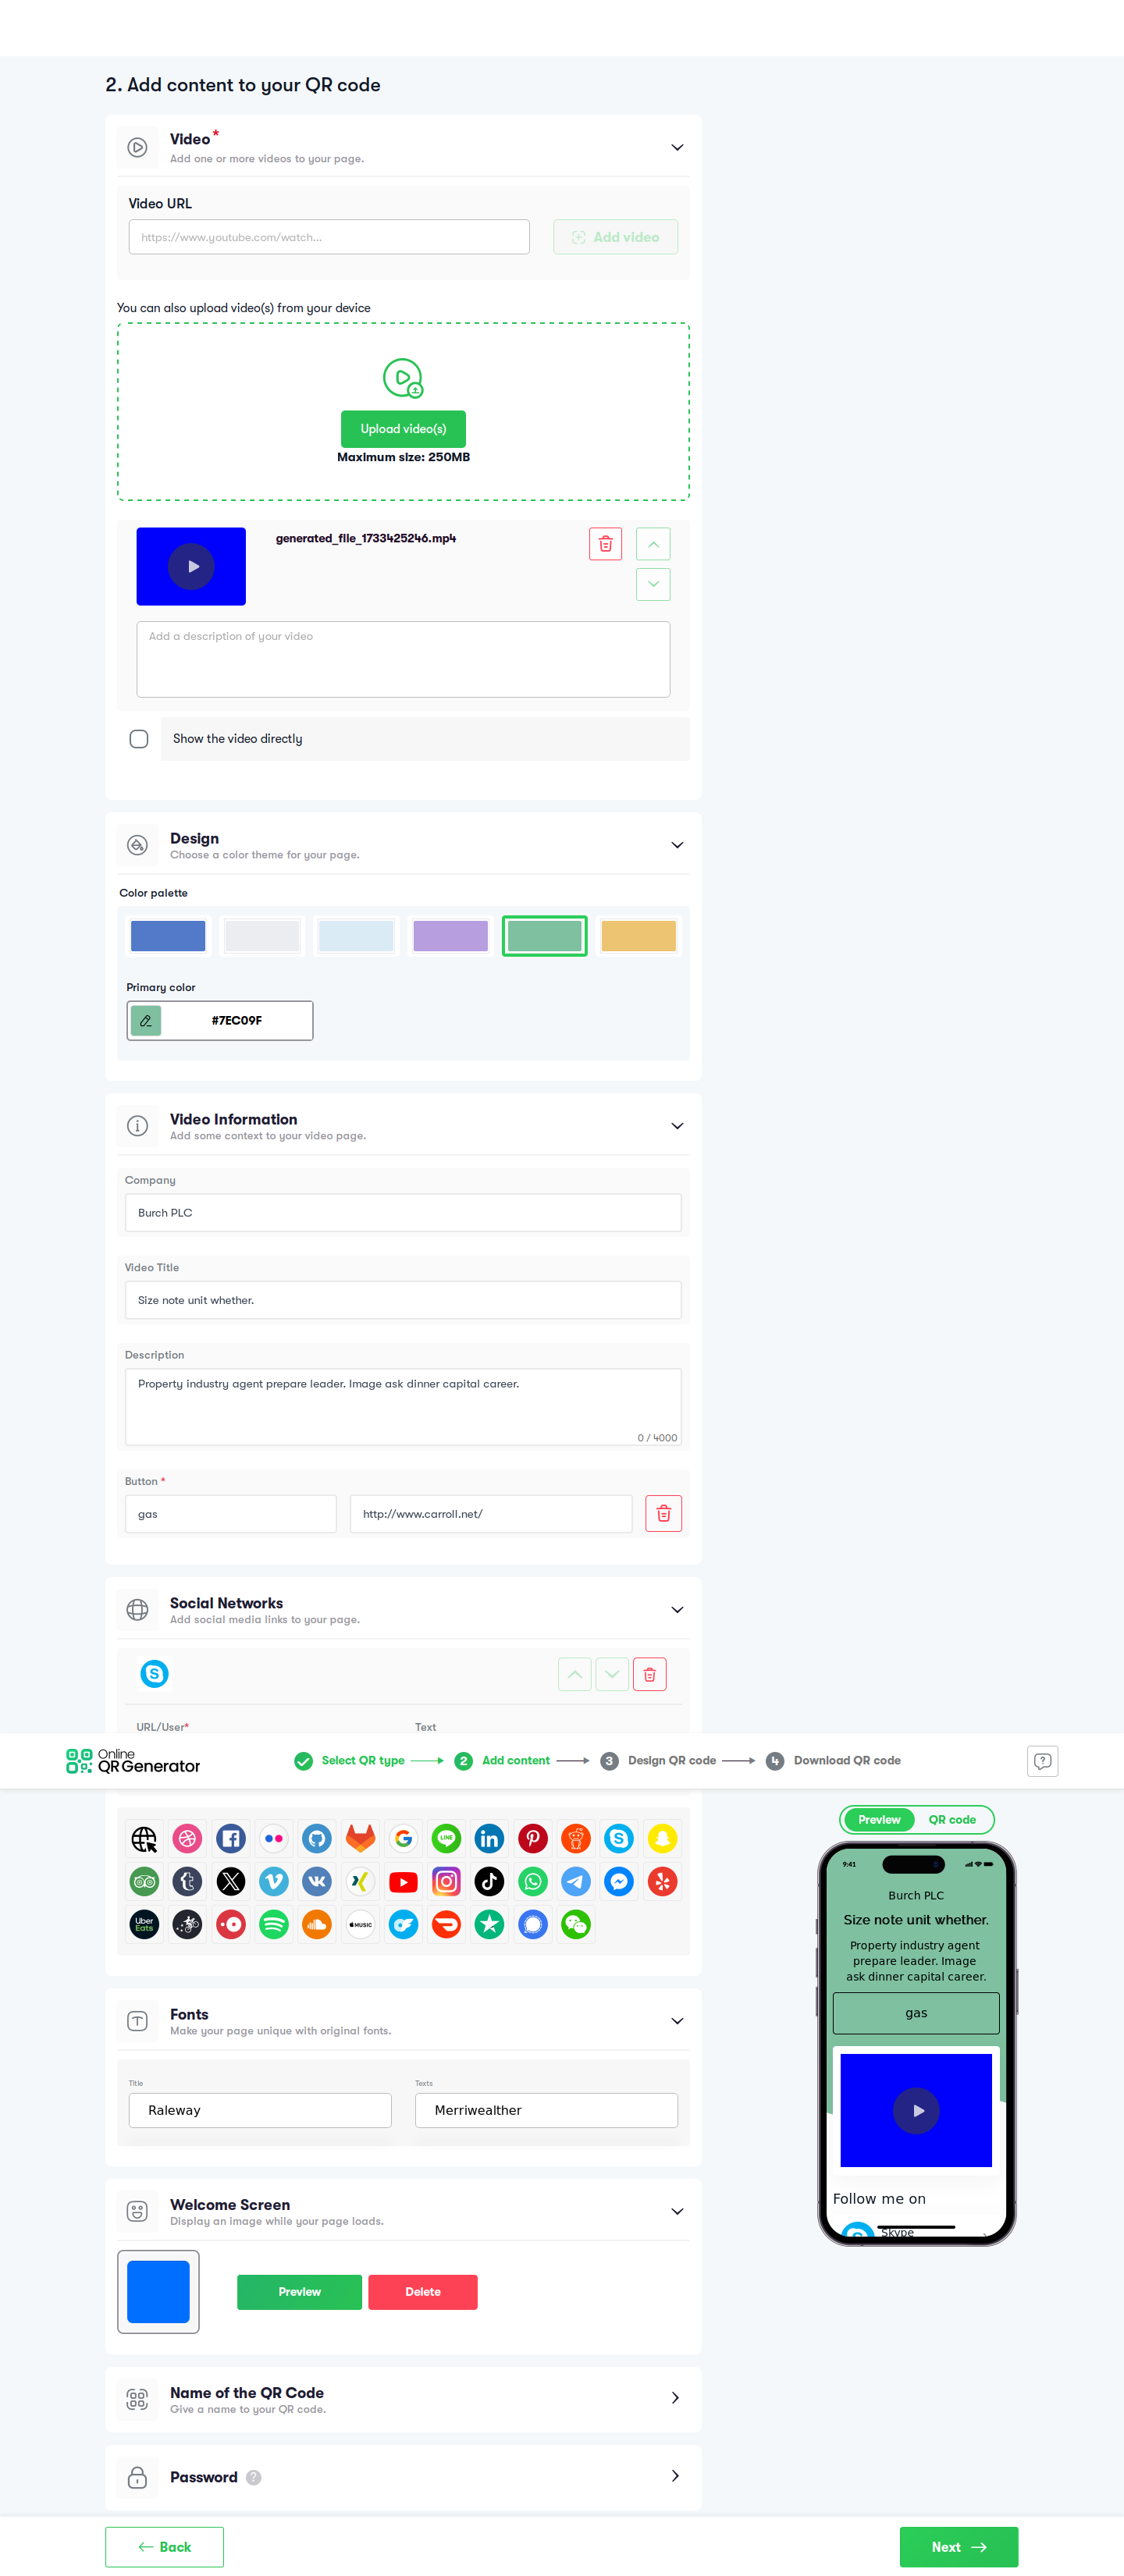 2. Add content to your QR code
Video *
Add one or more videos to your page.
Video URL
https://www.youtube.com/watch...
Add video
You can also upload video(s) from your device
Upload video(s)
Maximum size: 250MB
generated_file_1733425246.mp4
Add a description of your video
Show the video directly
Design
Choose a color theme for your page.
Color palette
Primary color
#7EC09F
Video Information
Add some context to your video page.
Company
Burch PLC
Video Title
Size note unit whether.
Description
Property industry agent prepare leader. Image ask dinner capital career.
0 / 4000
Button *
gas
http://www.carroll.net/
Social Networks
Add social media links to your page.
URL/User*
Text
Online
QR Generator
Select QR type
2
Add content
3
Design QR code
4
Download QR code
Preview
QR code
9:41
Burch PLC
Size note unit whether.
Property industry agent
prepare leader. Image
ask dinner capital career.
gas
Follow me on
Skype
LINE
Uber
Eats
MUSIC
Fonts
Make your page unique with original fonts.
Title
Texts
Raleway
Merriwealther
Welcome Screen
Display an image while your page loads.
Preview
Delete
Name of the QR Code
Give a name to your QR code.
Password ?
Back
Next